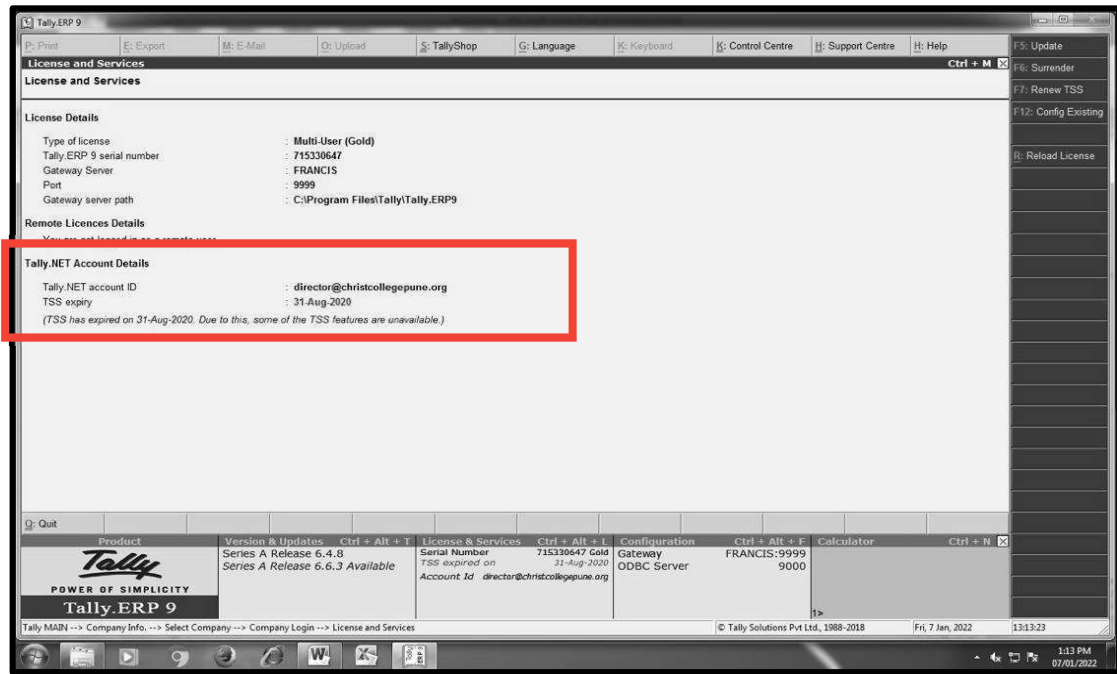 Tally.ERP 9
P: Print E: Export M: E-Mail O: Upload S: TallyShop G: Language K: Keyboard K: Control Centre H: Support Centre H: Help F5: Update
License and Services Ctrl + M
F6: Surrender
License and Services
F7: Renew TSS
F12: Config Existing
License Details
Type of license : Multi-User (Gold)
Tally.ERP 9 serial number : 715330647
R: Reload License
Gateway Server : FRANCIS
Port : 9999
Gateway server path : C:\Program Files\Tally\Tally.ERP9
Remote Licences Details
You are not logged in as a remote user
Tally.NET Account Details
Tally.NET account ID : director@christcollegepune.org
TSS expiry : 31-Aug-2020
(TSS has expired on 31-Aug-2020. Due to this, some of the TSS features are unavailable.)
Q: Quit
Product Version & Updates Ctrl + Alt + T License & Services Ctrl + Alt + L Configuration Ctrl + Alt + F Calculator Ctrl + N
Tally
POWER OF SIMPLICITY
Tally.ERP 9
Series A Release 6.4.8
Series A Release 6.6.3 Available
Serial Number 715330647 Gold
TSS expired on 31-Aug-2020
Account Id director@christcollegepune.org
Gateway FRANCIS:9999
ODBC Server 9000
1>
Tally MAIN --> Company Info. --> Select Company --> Company Login --> License and Services © Tally Solutions Pvt Ltd., 1988-2018 Fri, 7 Jan, 2022 13:13:23
1:13 PM
07/01/2022